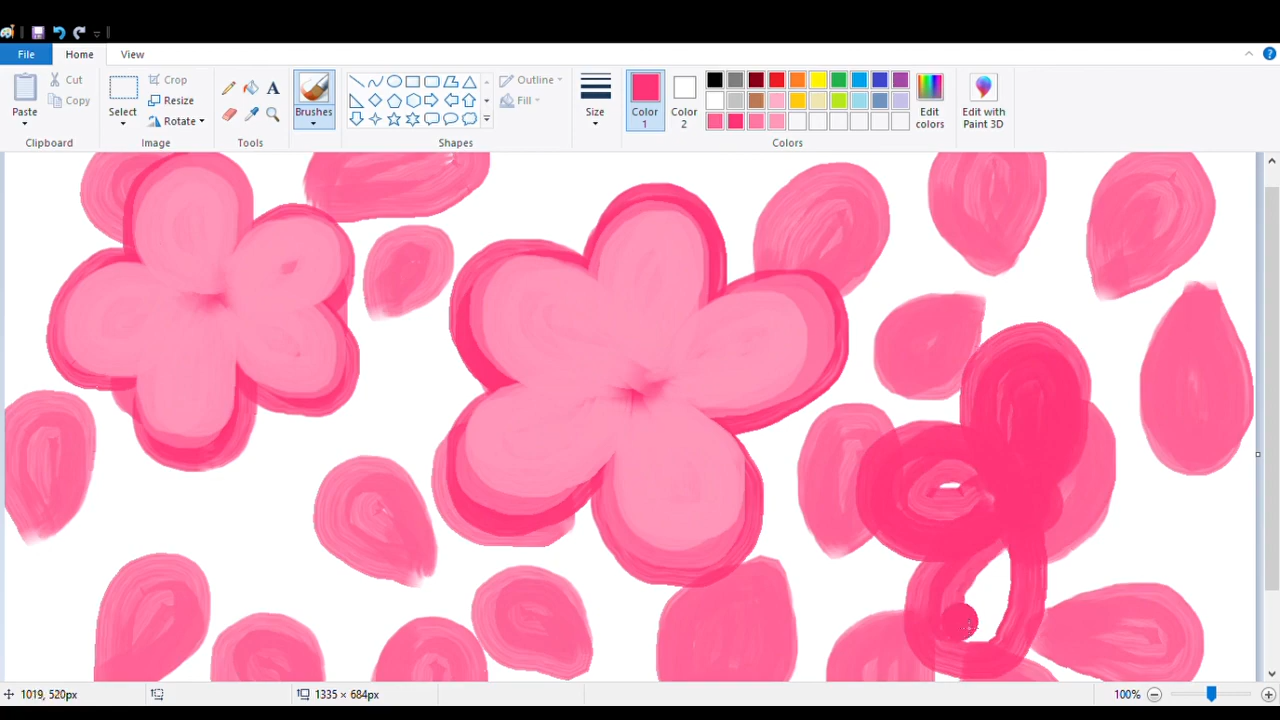 File Home View
Paste Cut Copy Clipboard
Select Crop Resize Rotate Image
A Tools
Brushes
Outline Fill Shapes
Size
Color 1 Color 2 Edit colors Colors
Edit with Paint 3D
1019, 520px 1335 × 684px 100%